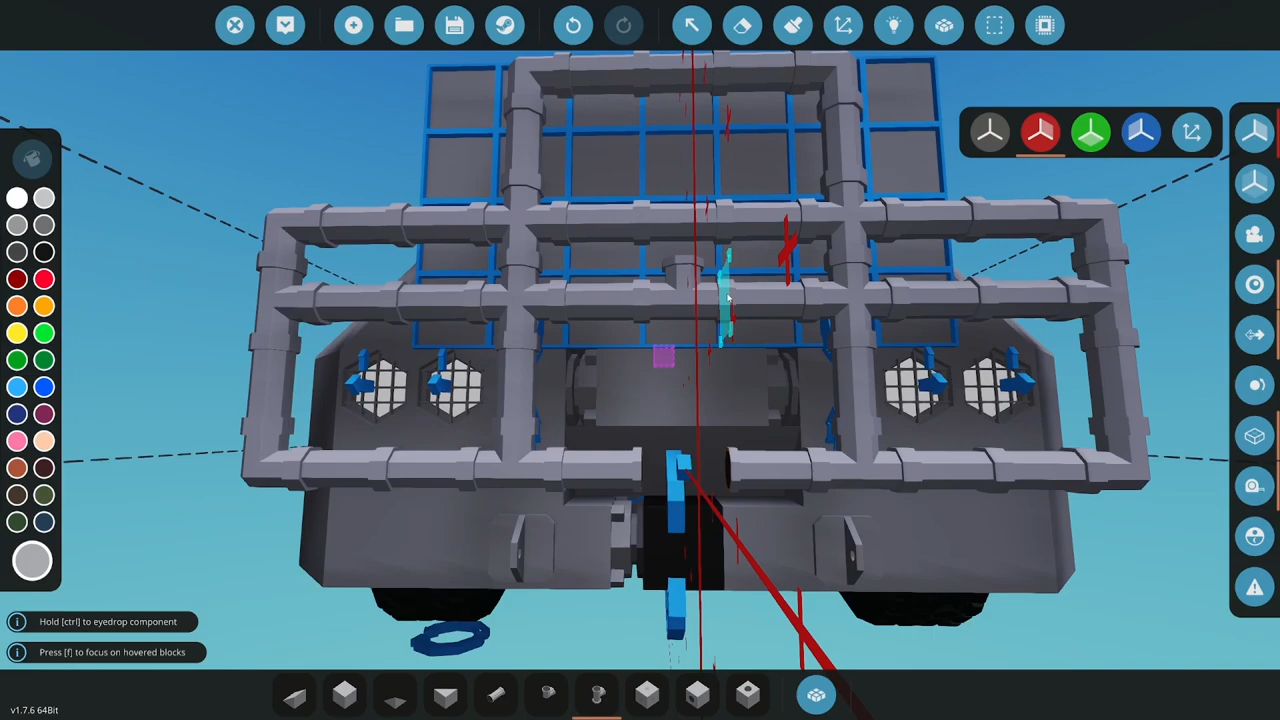 Hold [ctrl] to eyedrop component
Press [f] to focus on hovered blocks
v1.7.6 64Bit